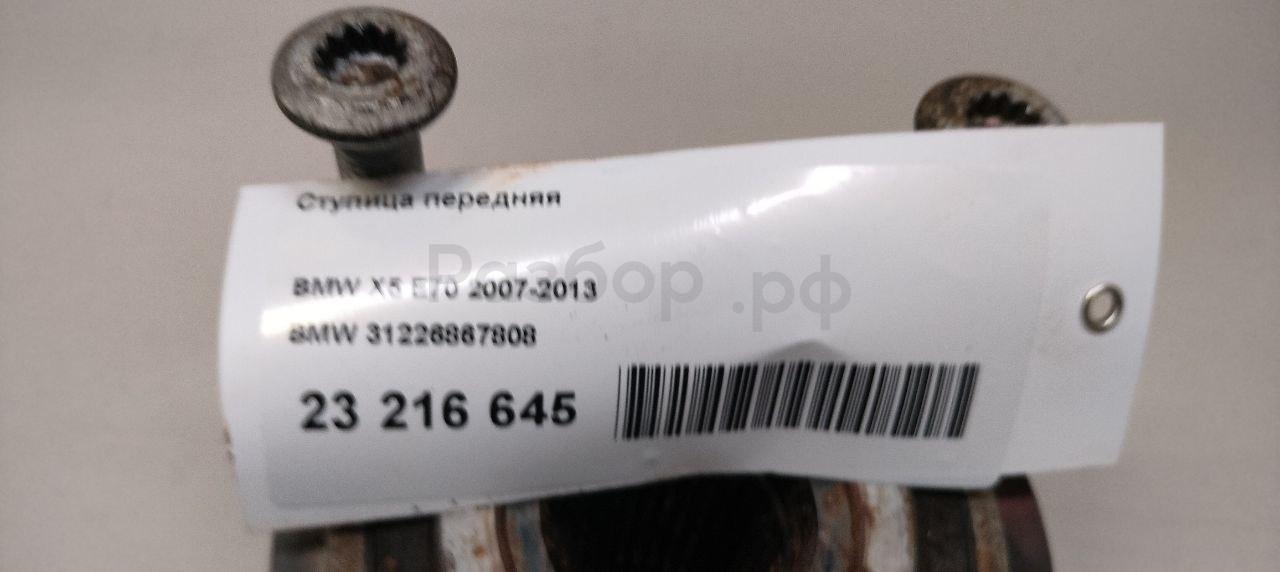 Ступица передняя
Разбор.рф
BMW X5 E70 2007-2013
BMW 31226867808
23 216 645